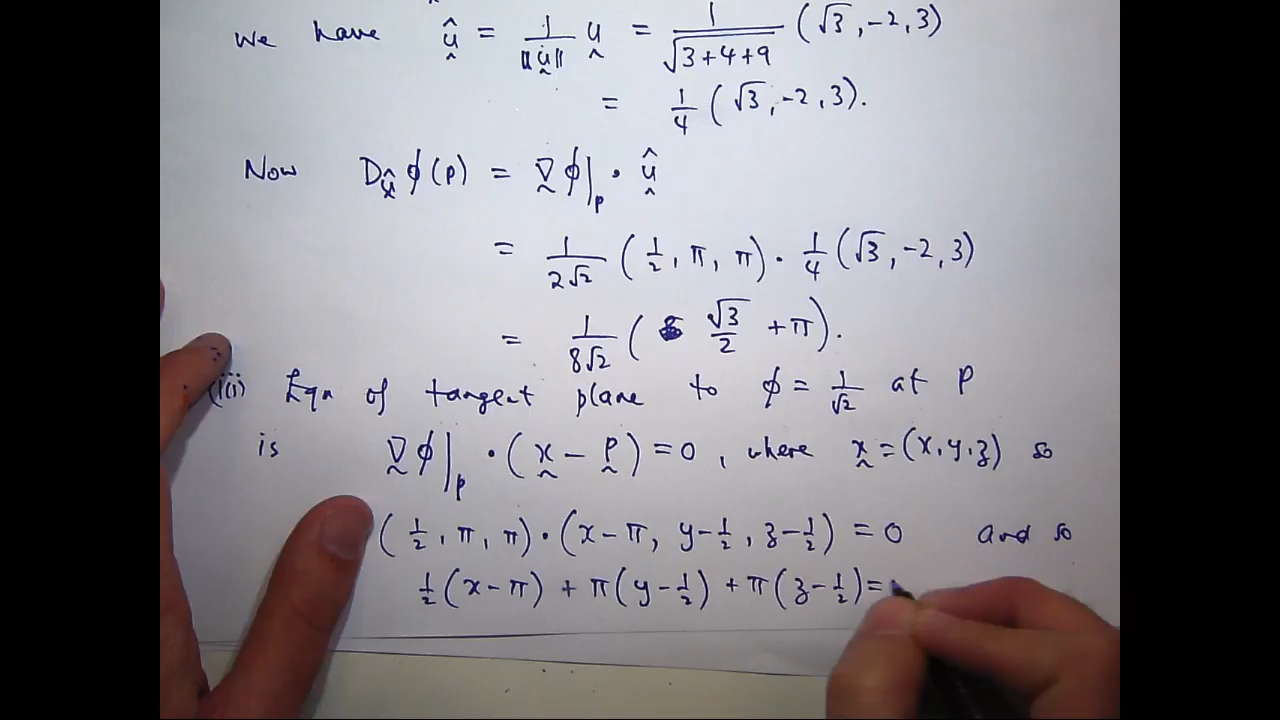 We have û = 1/‖u‖ u = 1/√(3+4+9) (√3, -2, 3)
= 1/4 (√3, -2, 3).
Now D_û ϕ(p) = ∇ϕ|_p · û
= 1/(2√2) (1/2, π, π) · 1/4 (√3, -2, 3)
= 1/(8√2) ( √3/2 + π).
(iii) Eqn of tangent plane to ϕ = 1/√2 at P
is ∇ϕ|_p · (x - p) = 0, where x = (x, y, z) so
(1/2, π, π) · (x - π, y - 1/2, z - 1/2) = 0 and so
1/2 (x - π) + π(y - 1/2) + π(z - 1/2) =